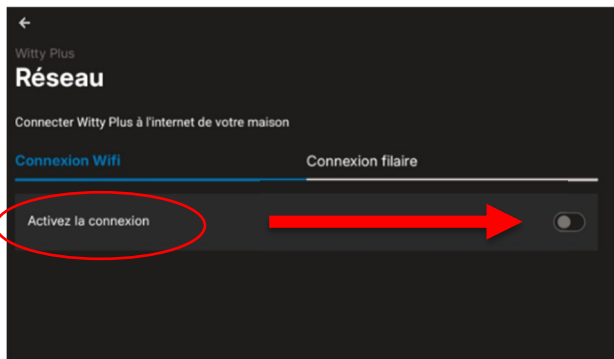 Witty Plus
Réseau
Connecter Witty Plus à l'internet de votre maison
Connexion Wifi
Connexion filaire
Activez la connexion